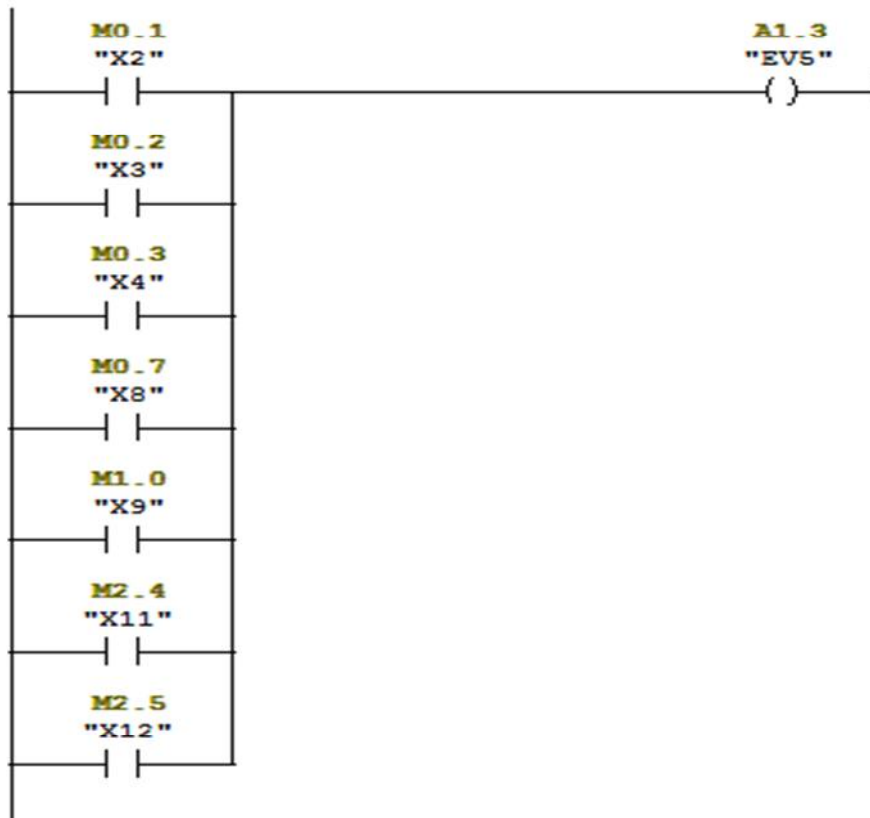 M0.1
"X2"
A1.3
"EV5"
M0.2
"X3"
M0.3
"X4"
M0.7
"X8"
M1.0
"X9"
M2.4
"X11"
M2.5
"X12"